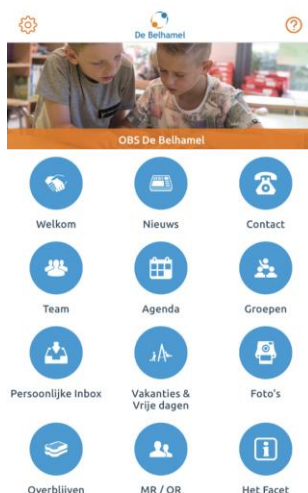 De Belhamel
OBS De Belhamel
Welkom
Nieuws
Contact
Team
Agenda
Groepen
Persoonlijke Inbox
Vakanties &
Vrije dagen
Foto's
Overblijven
MR / OR
Het Facet